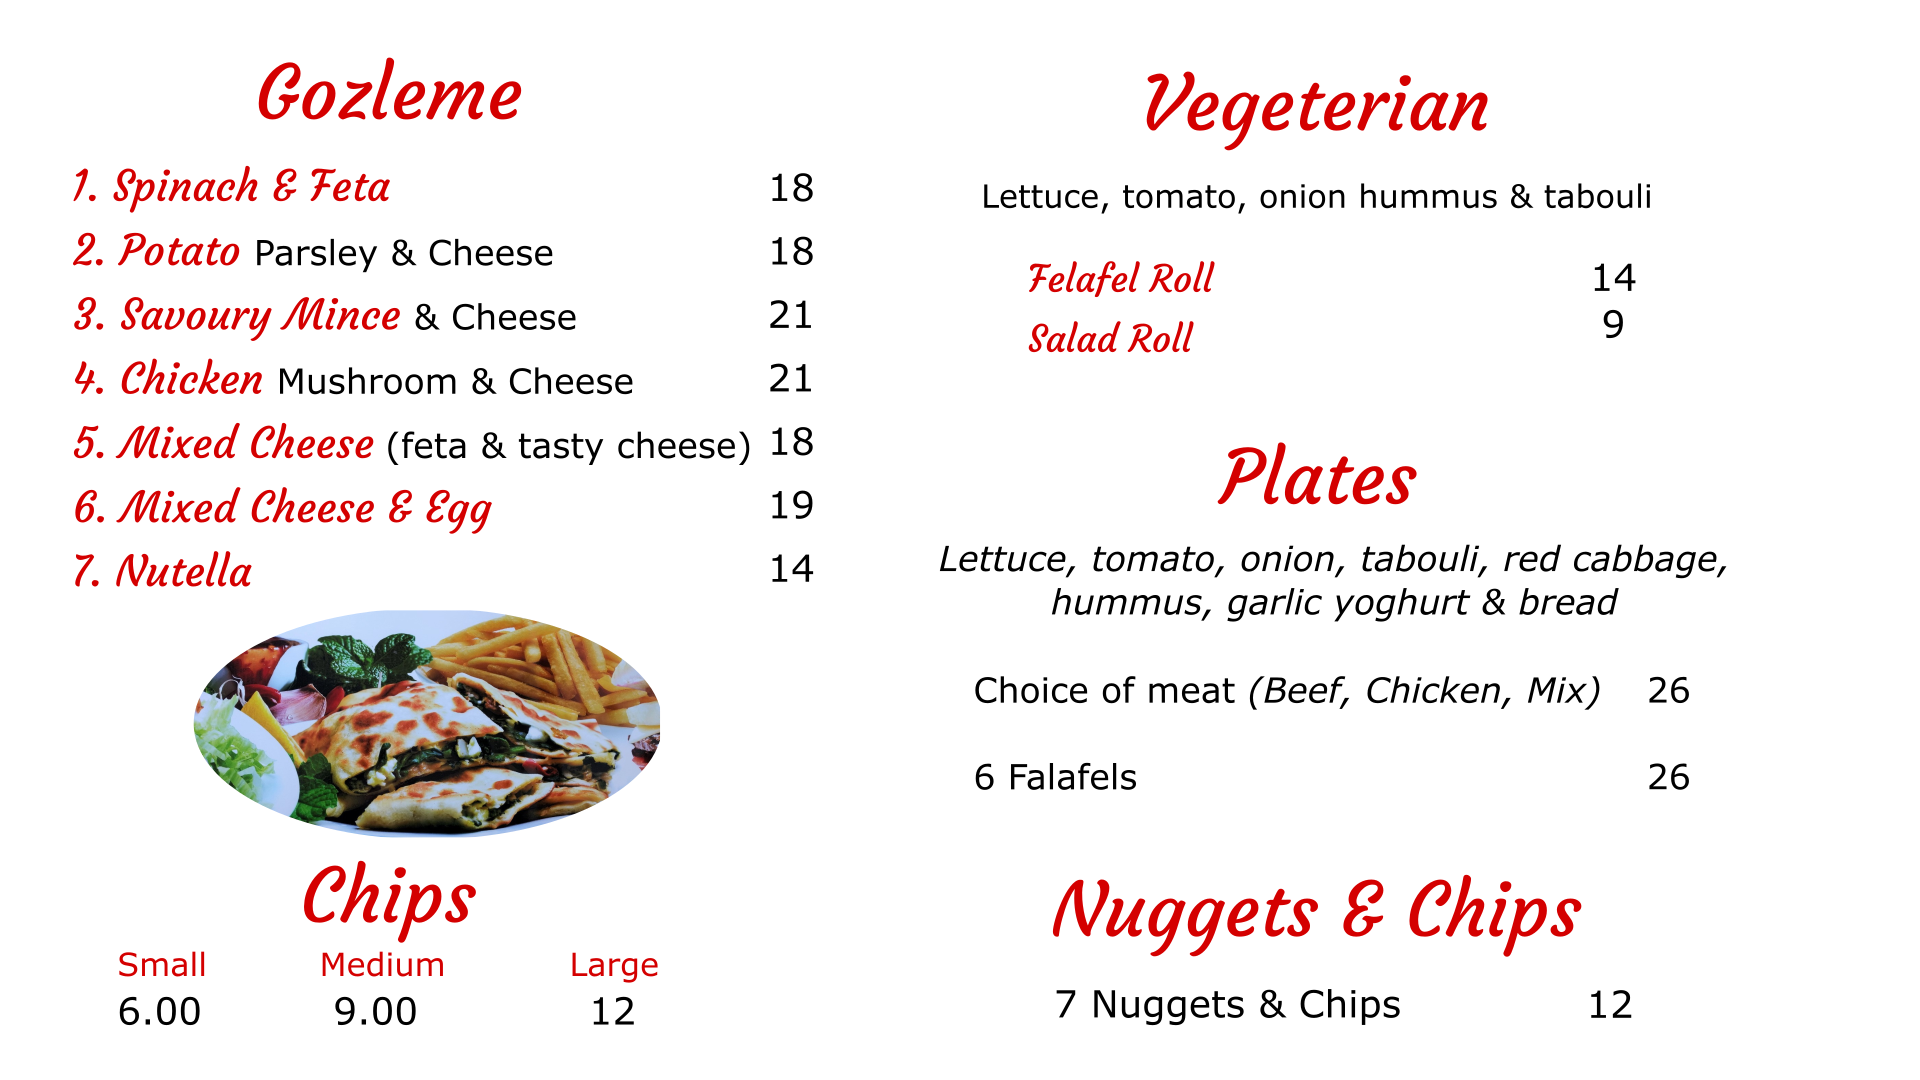 Gozleme
1. Spinach & Feta 18
2. Potato Parsley & Cheese 18
3. Savoury Mince & Cheese 21
4. Chicken Mushroom & Cheese 21
5. Mixed Cheese (feta & tasty cheese) 18
6. Mixed Cheese & Egg 19
7. Nutella 14
Chips
Small Medium Large
6.00 9.00 12
Vegeterian
Lettuce, tomato, onion hummus & tabouli
Felafel Roll 14
Salad Roll 9
Plates
Lettuce, tomato, onion, tabouli, red cabbage,
hummus, garlic yoghurt & bread
Choice of meat (Beef, Chicken, Mix) 26
6 Falafels 26
Nuggets & Chips
7 Nuggets & Chips 12